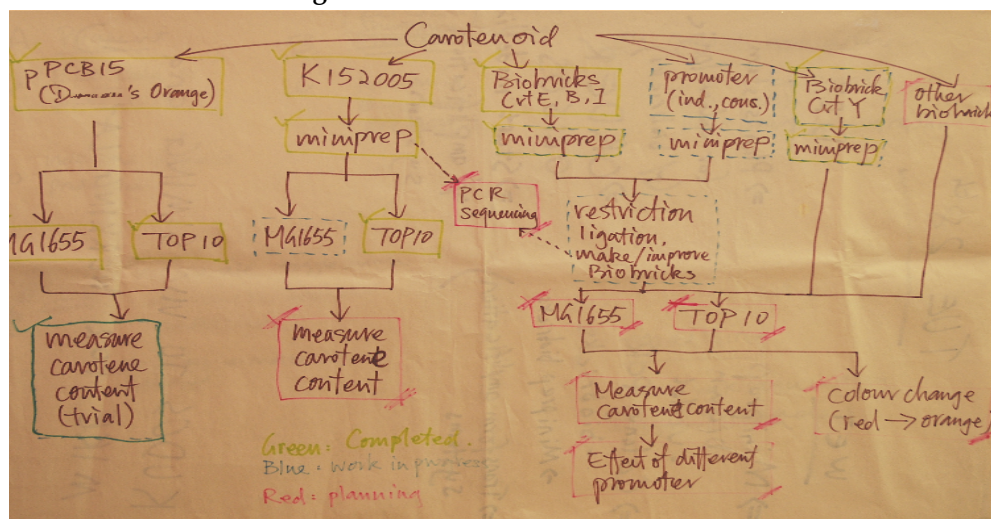 Carotenoid
pPCB15
(D's Orange)
K152005
Biobricks
CrtE, B, I
promoter
(ind., cons.)
Biobrick
Crt Y
other
biobrick
miniprep
miniprep
miniprep
miniprep
PCR
sequencing
restriction
ligation,
make/improve
Biobricks
MG1655
TOP10
MG1655
TOP10
MG1655
TOP10
measure
carotene
content
(trial)
measure
carotene
content
Measure
carotene content
Colour change
(red → orange)
Effect of different
promoter
Green: Completed.
Blue: work in progress
Red: planning